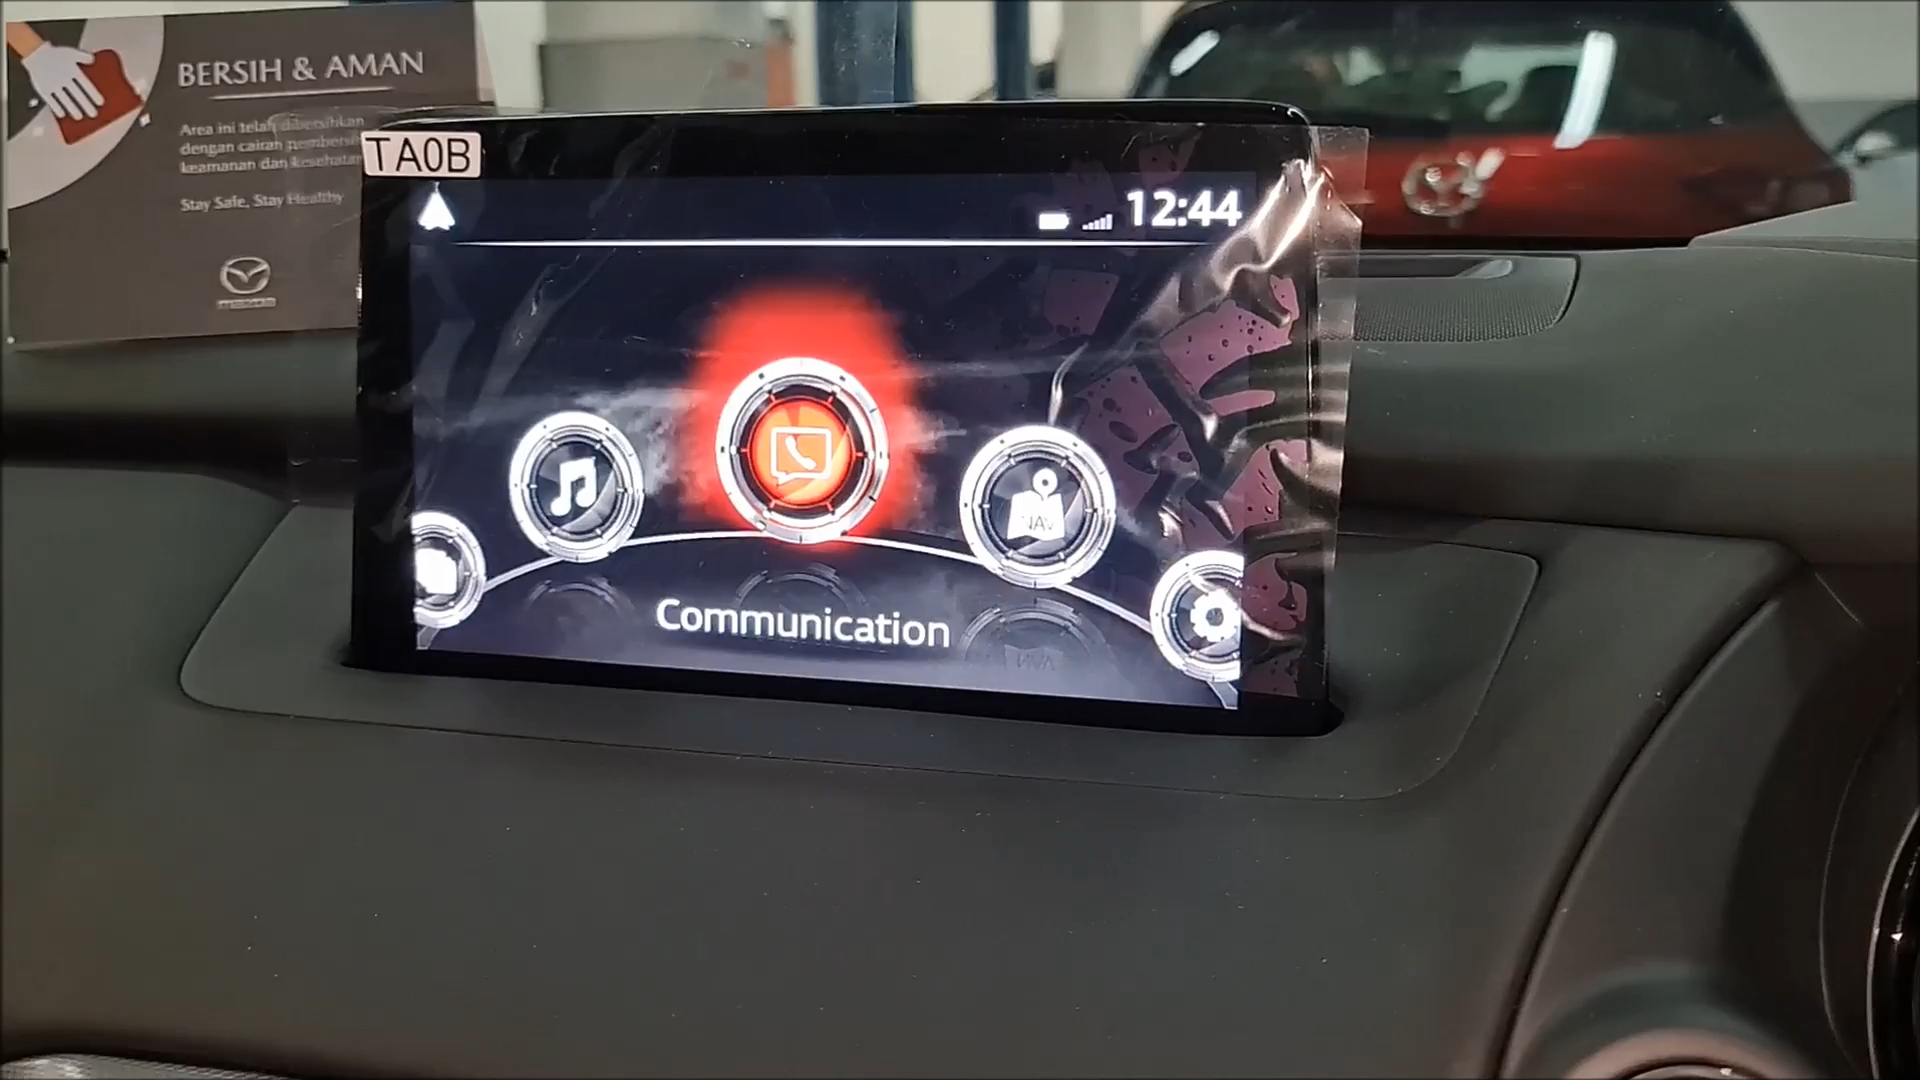 BERSIH & AMAN
Area ini telah dibersihkan
dengan cairan pembersih
keamanan dan kesehatan
Stay Safe, Stay Healthy
TA0B
12:44
NAV
Communication